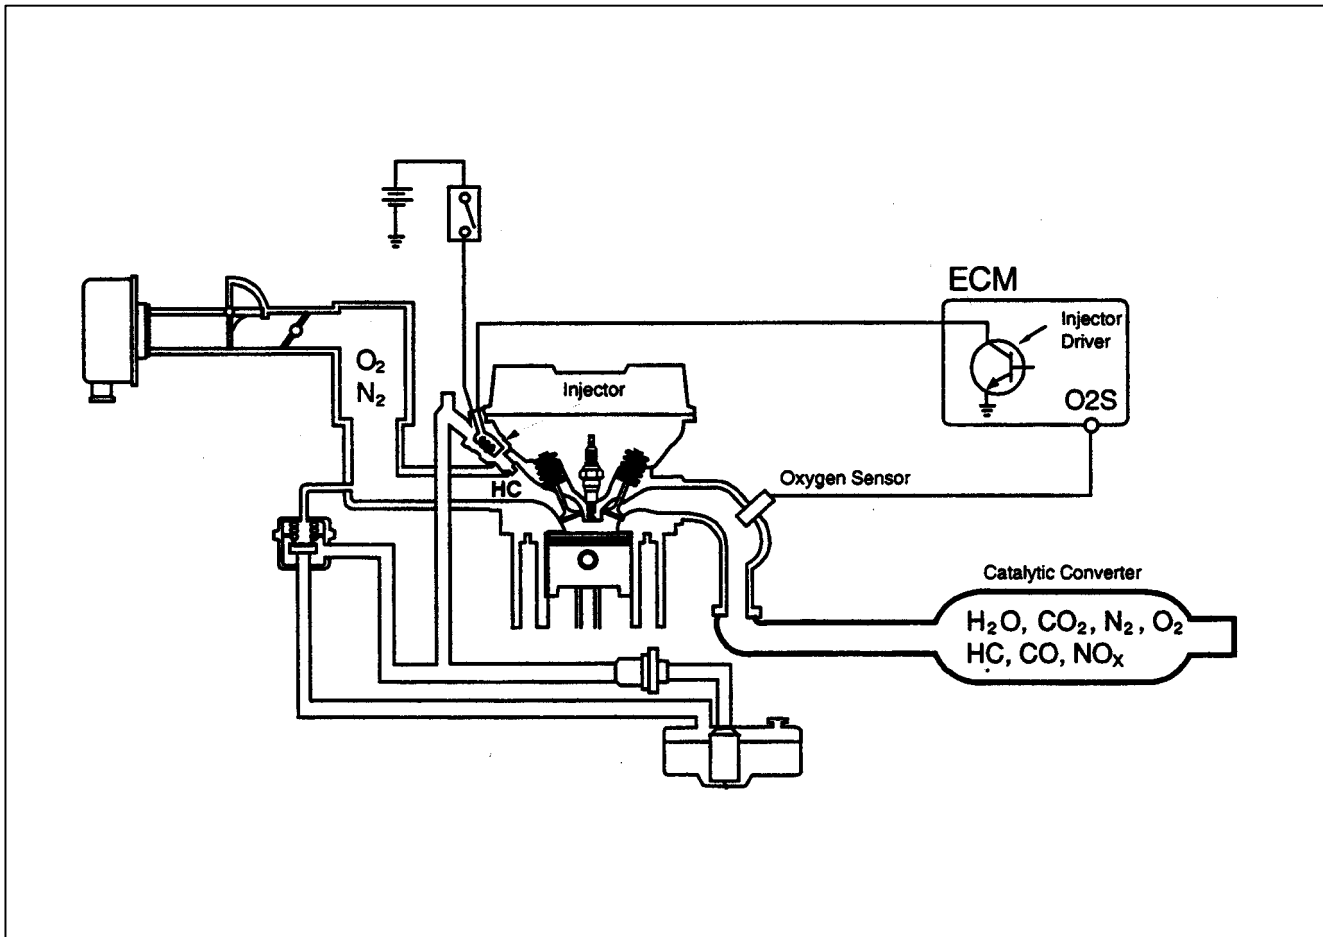 ECM
Injector
Driver
O2S
O₂
N₂
Injector
HC
Oxygen Sensor
Catalytic Converter
H₂O, CO₂, N₂, O₂
HC, CO, NOₓ